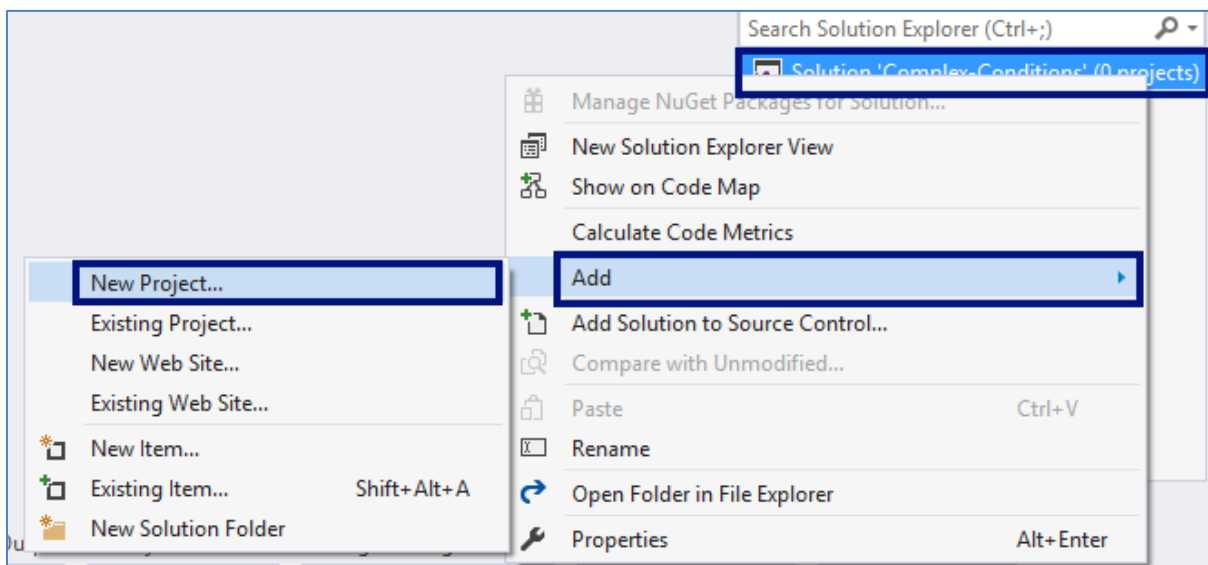 Search Solution Explorer (Ctrl+;)
Solution 'Complex-Conditions' (0 projects)
Manage NuGet Packages for Solution...
New Solution Explorer View
Show on Code Map
Calculate Code Metrics
Add
Add Solution to Source Control...
Compare with Unmodified...
Paste Ctrl+V
Rename
Open Folder in File Explorer
Properties Alt+Enter
New Project...
Existing Project...
New Web Site...
Existing Web Site...
New Item...
Existing Item... Shift+Alt+A
New Solution Folder